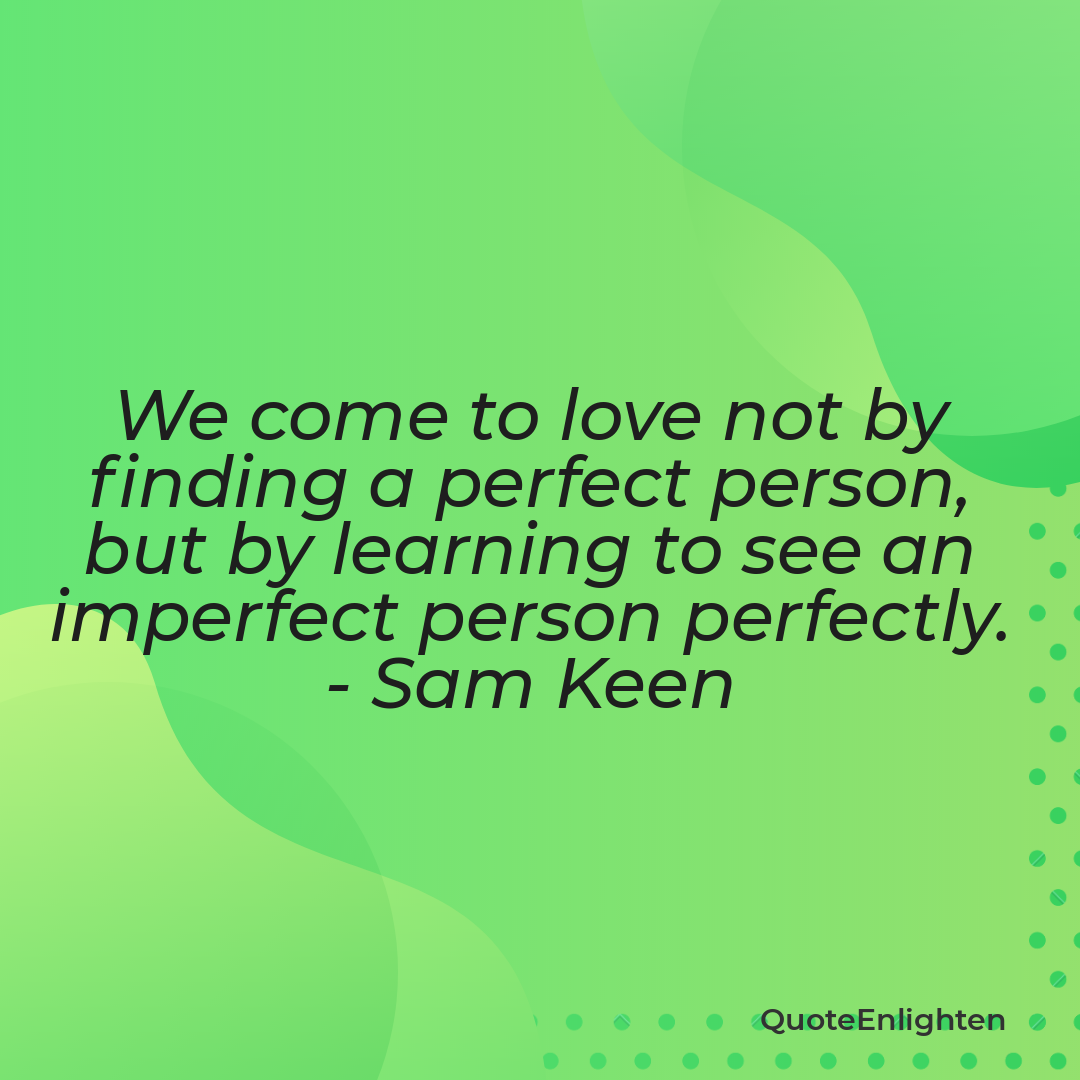 We come to love not by
finding a perfect person,
but by learning to see an
imperfect person perfectly.
- Sam Keen
QuoteEnlighten